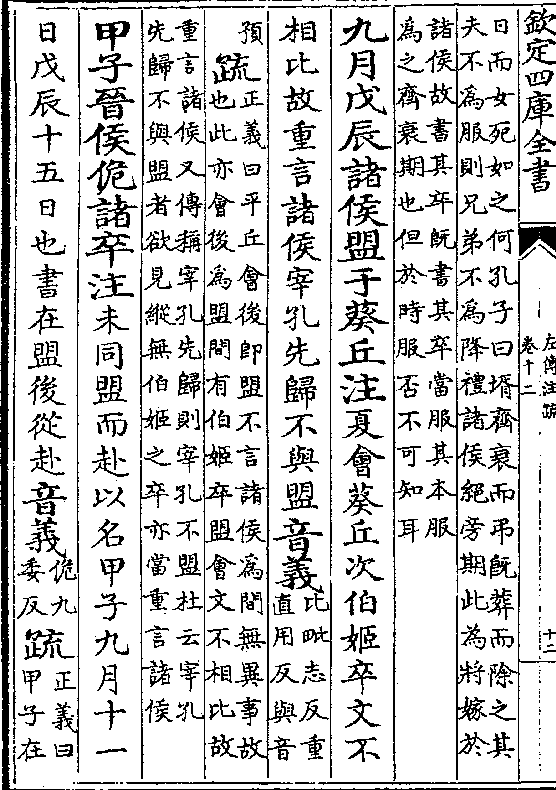 欽定四庫全書
左傳注疏
卷十二
十二
日而女死如之何孔子曰壻齊衰而弔既葬而除之其
夫不為服則兄弟不為降禮諸侯絕旁期此為將嫁於
諸侯故書其卒既書其卒當服其本服
為之齊衰期也但於時服否不可知耳
九月戊辰諸侯盟于葵丘注夏會葵丘次伯姬卒文不
相比故重言諸侯宰孔先歸不與盟音義比毗志反重
直用反與音
預
疏正義曰平丘會後即盟不言諸侯為間無異事故
也此亦會後為盟間有伯姬卒盟會文不相比故
重言諸侯又傳稱宰孔先歸則宰孔不盟杜云宰孔
先歸不與盟者欲見縱無伯姬之卒亦當重言諸侯
甲子晉侯佹諸卒注未同盟而赴以名甲子九月十一
日戊辰十五日也書在盟後從赴音義佹九
委反
疏正義曰
甲子在